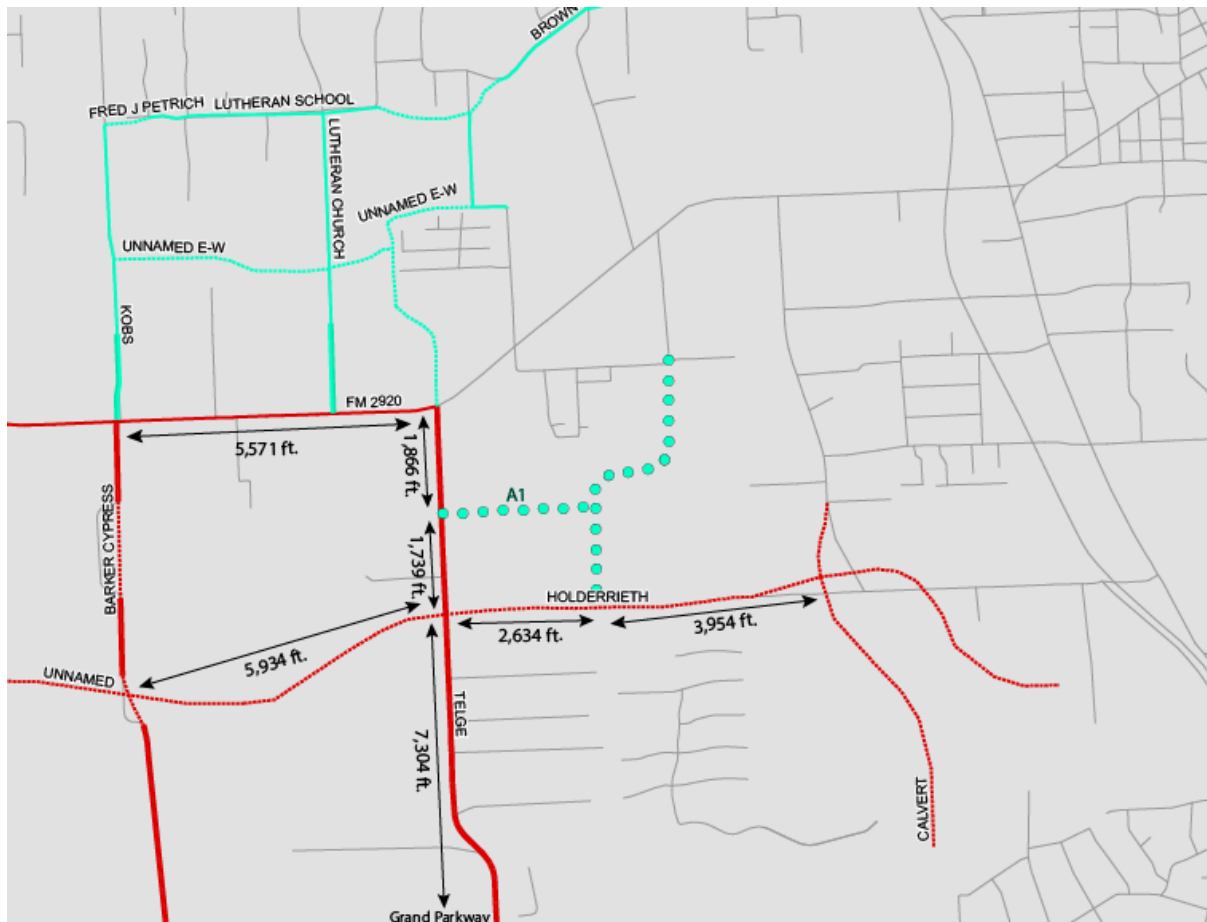 BROWN
FRED J PETRICH
LUTHERAN SCHOOL
LUTHERAN CHURCH
UNNAMED E-W
UNNAMED E-W
KOBS
FM 2920
5,571 ft.
1,866 ft.
A1
BARKER CYPRESS
1,739 ft.
HOLDERRIETH
2,634 ft.
3,954 ft.
5,934 ft.
UNNAMED
TELGE
7,304 ft.
CALVERT
Grand Parkway